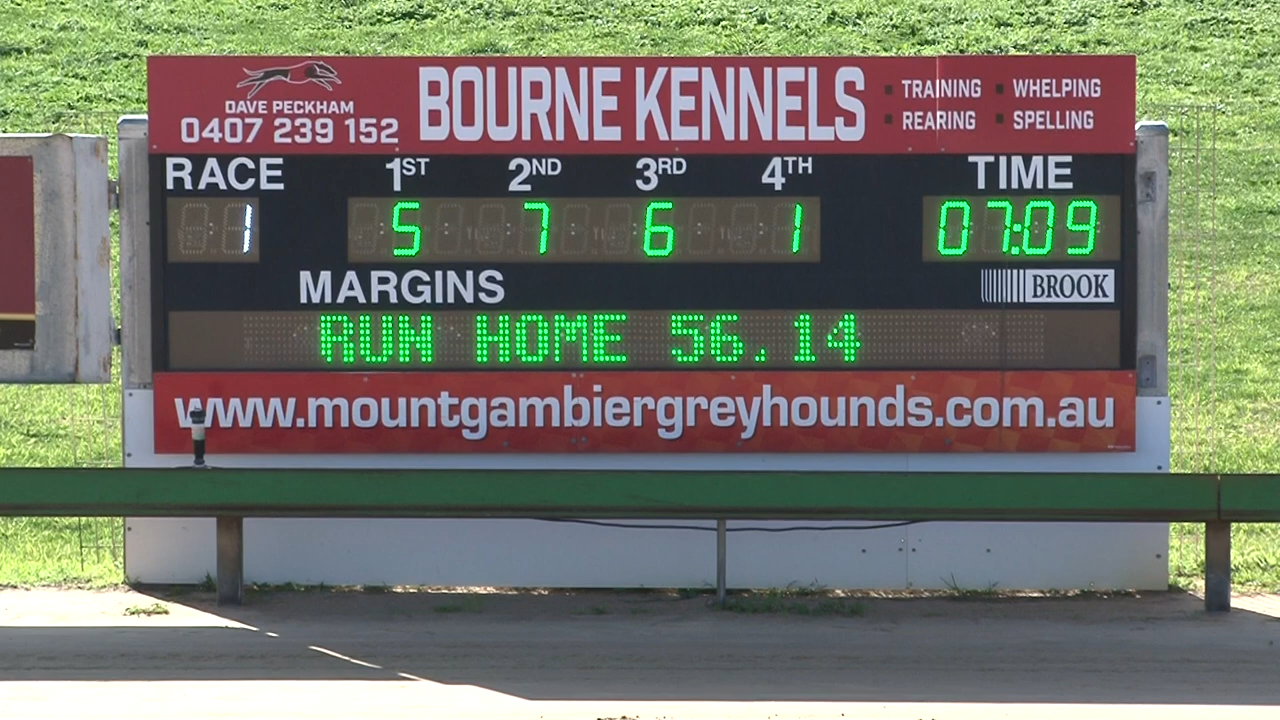 DAVE PECKHAM
0407 239 152
BOURNE KENNELS
TRAINING WHELPING
REARING SPELLING
RACE 1ST 2ND 3RD 4TH TIME
1 5 7 6 1 07:09
MARGINS
BROOK
RUN HOME 56.14
www.mountgambiergreyhounds.com.au